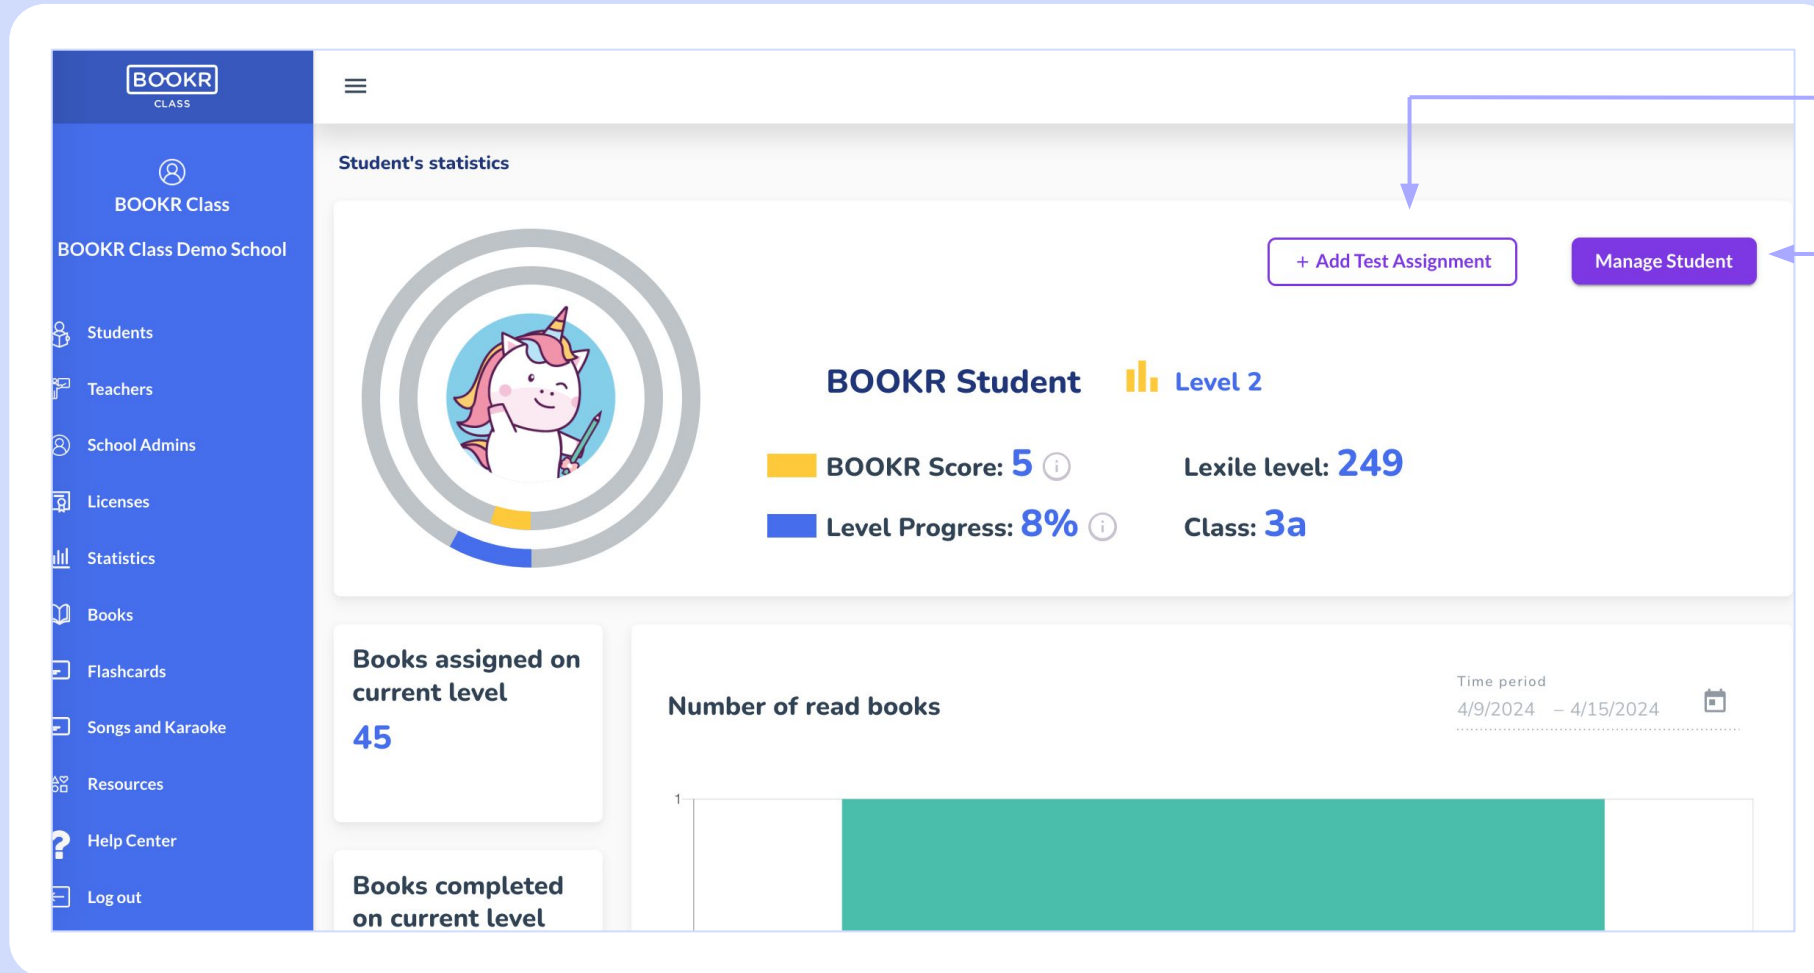 BOOKR
CLASS
BOOKR Class
BOOKR Class Demo School
Students
Teachers
School Admins
Licenses
Statistics
Books
Flashcards
Songs and Karaoke
Resources
Help Center
Log out
Student's statistics
+ Add Test Assignment
Manage Student
BOOKR Student
Level 2
BOOKR Score: 5
Lexile level: 249
Level Progress: 8%
Class: 3a
Books assigned on
current level
45
Books completed
on current level
Number of read books
Time period
4/9/2024 – 4/15/2024
1